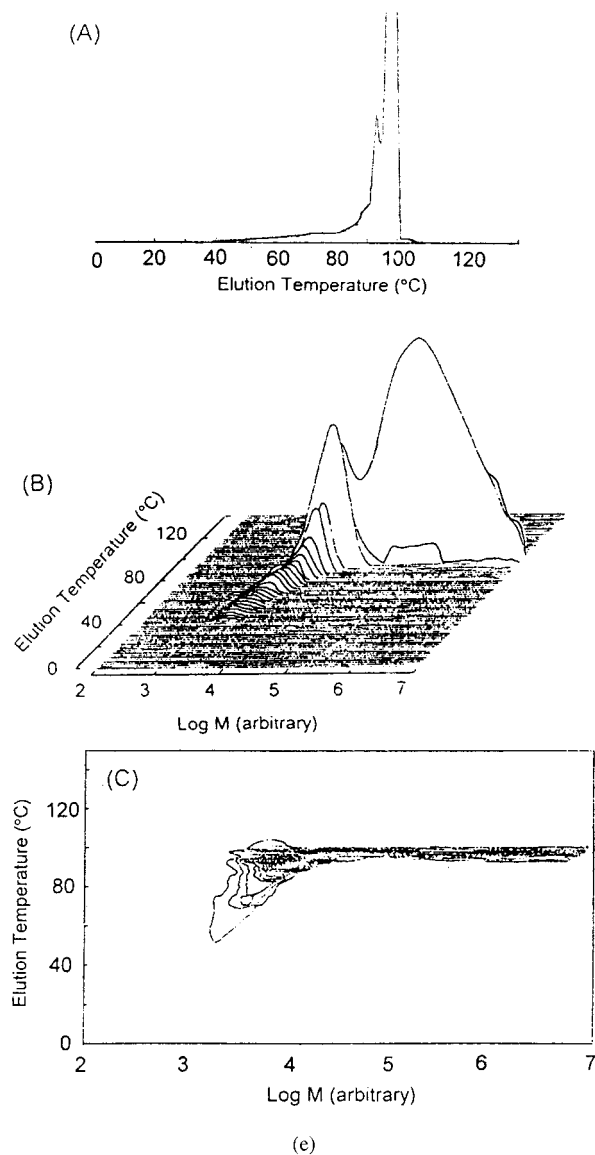 (A)
0 20 40 60 80 100 120
Elution Temperature (°C)
(B)
Elution Temperature (°C)
120
80
40
0
2 3 4 5 6 7
Log M (arbitrary)
(C)
Elution Temperature (°C)
120
80
40
0
2 3 4 5 6 7
Log M (arbitrary)
(e)